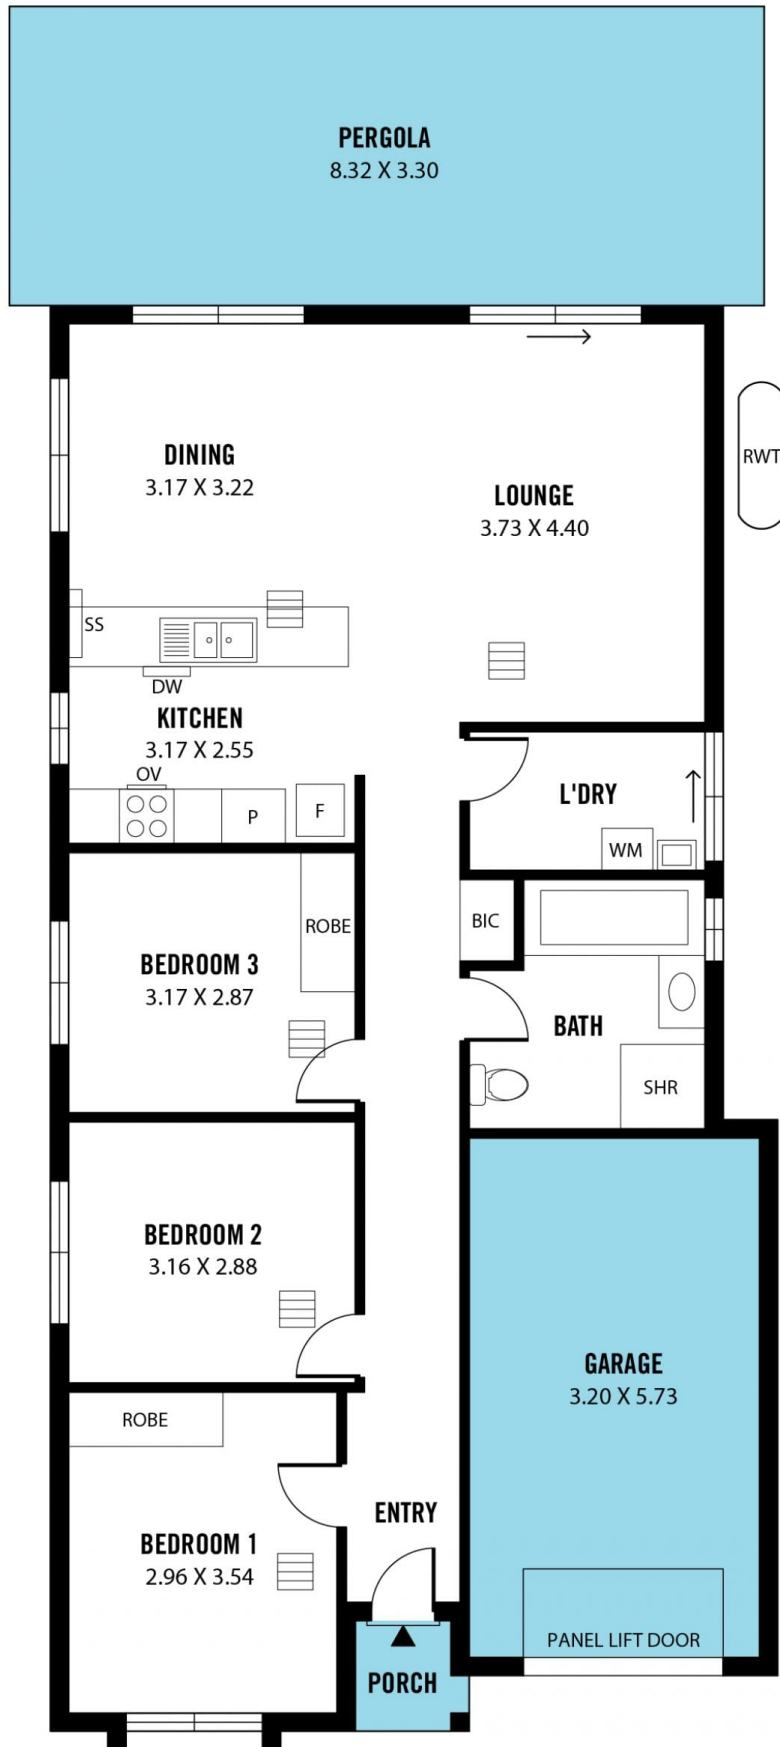 PERGOLA
8.32 X 3.30
DINING
3.17 X 3.22
LOUNGE
3.73 X 4.40
RWT
SS
DW
KITCHEN
3.17 X 2.55
OV
P
F
L'DRY
WM
BIC
ROBE
BEDROOM 3
3.17 X 2.87
BATH
SHR
BEDROOM 2
3.16 X 2.88
GARAGE
3.20 X 5.73
ROBE
ENTRY
BEDROOM 1
2.96 X 3.54
PANEL LIFT DOOR
PORCH